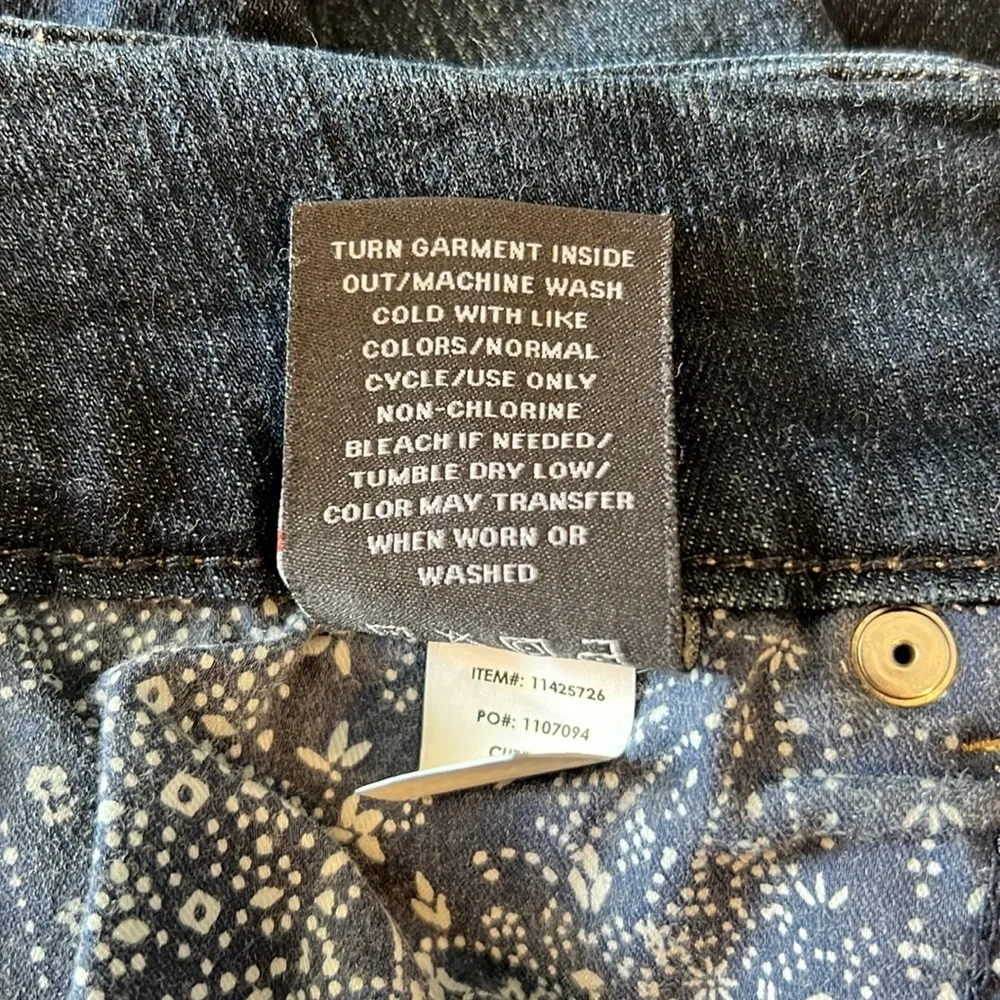 TURN GARMENT INSIDE
OUT/MACHINE WASH
COLD WITH LIKE
COLORS/NORMAL
CYCLE/USE ONLY
NON-CHLORINE
BLEACH IF NEEDED/
TUMBLE DRY LOW/
COLOR MAY TRANSFER
WHEN WORN OR
WASHED
ITEM#: 11425726
PO#: 1107094